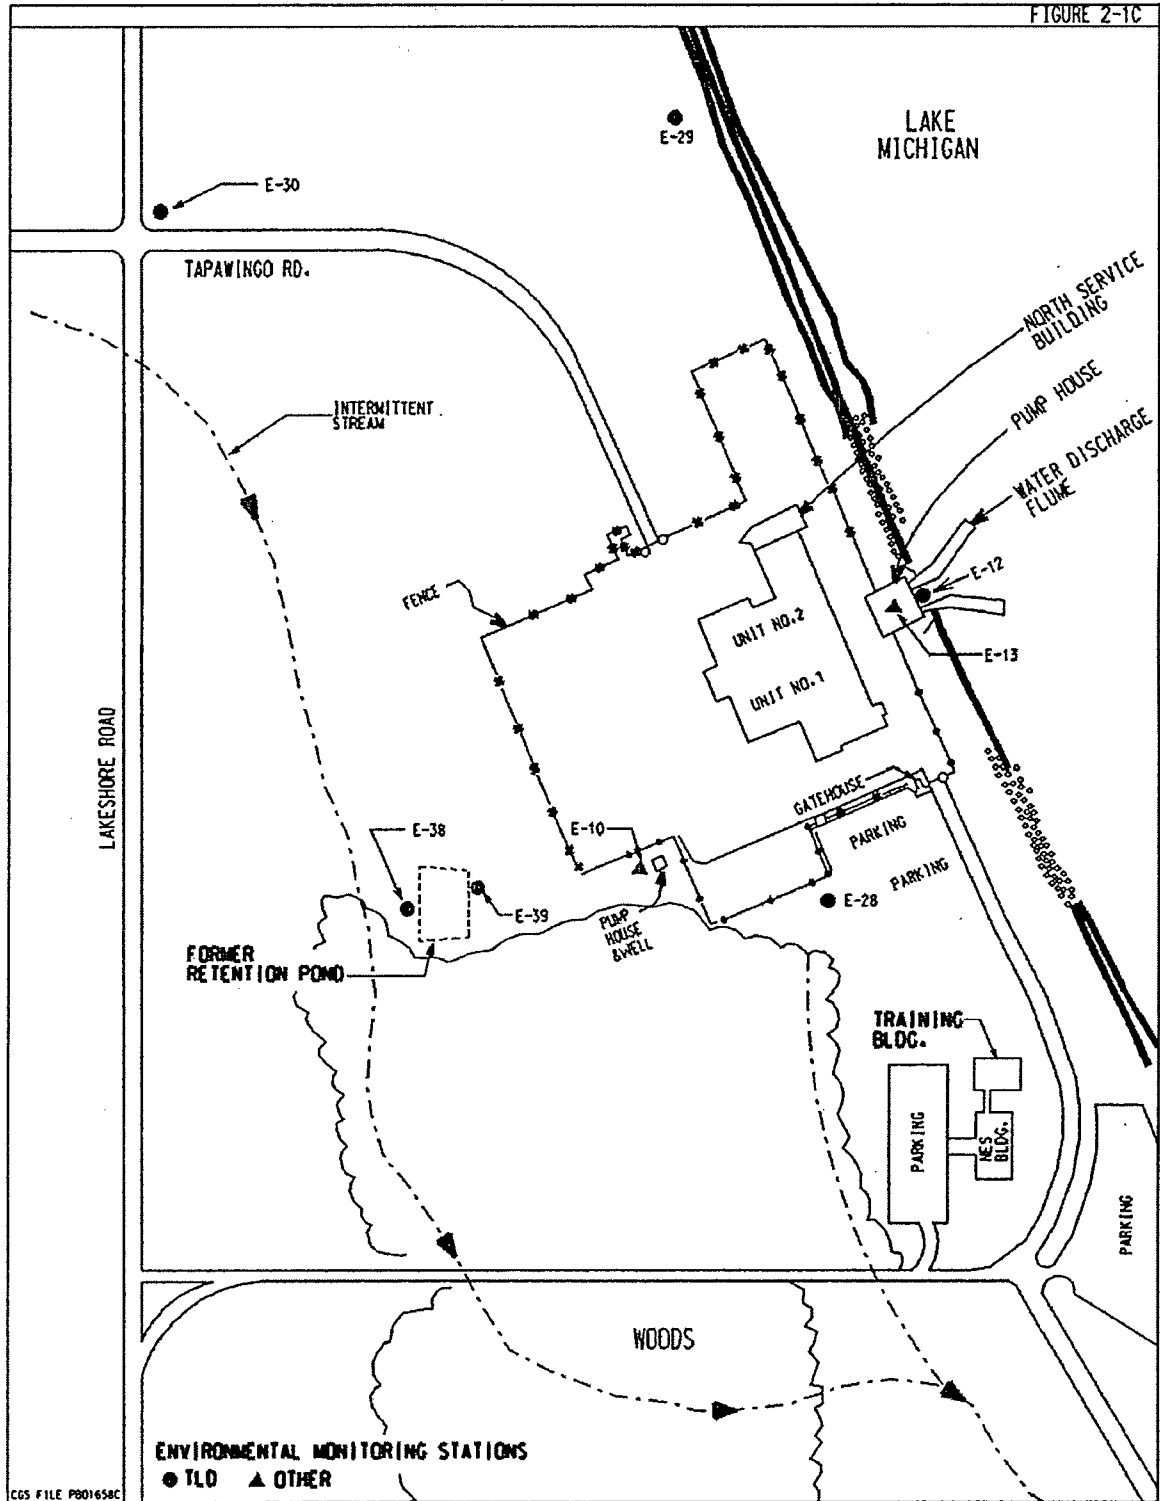 FIGURE 2-1C
LAKE
MICHIGAN
E-29
E-30
TAPAWINGO RD.
NORTH SERVICE
BUILDING
PUMP HOUSE
WATER DISCHARGE
FLUME
INTERMITTENT
STREAM
E-12
FENCE
UNIT NO.2
E-13
UNIT NO.1
LAKESHORE ROAD
GATEHOUSE
E-38
E-10
PARKING
PARKING
E-28
E-39
PUMP
HOUSE
&WELL
FORMER
RETENTION POND
TRAINING
BLDG.
PARKING
NES
BLDG.
PARKING
WOODS
ENVIRONMENTAL MONITORING STATIONS
TLD OTHER
CGS FILE PB01658C